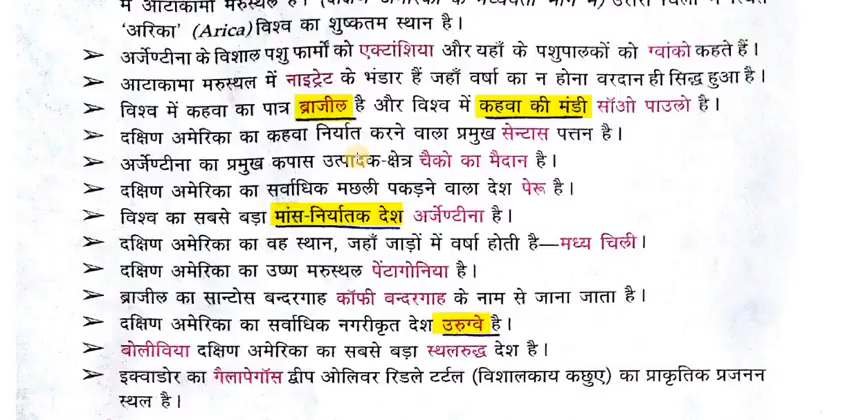 'अरिका' (Arica) विश्व का शुष्कतम स्थान है।
➢ अर्जेण्टीना के विशाल पशु फार्मों को एक्टांशिया और यहाँ के पशुपालकों को ग्वांको कहते हैं।
➢ आटाकामा मरुस्थल में नाइट्रेट के भंडार हैं जहाँ वर्षा का न होना वरदान ही सिद्ध हुआ है।
➢ विश्व में कहवा का पात्र ब्राजील है और विश्व में कहवा की मंडी सॉओ पाउलो है।
➢ दक्षिण अमेरिका का कहवा निर्यात करने वाला प्रमुख सेन्टास पत्तन है।
➢ अर्जेण्टीना का प्रमुख कपास उत्पादक-क्षेत्र चैको का मैदान है।
➢ दक्षिण अमेरिका का सर्वाधिक मछली पकड़ने वाला देश पेरू है।
➢ विश्व का सबसे बड़ा मांस-निर्यातक देश अर्जेण्टीना है।
➢ दक्षिण अमेरिका का वह स्थान, जहाँ जाड़ों में वर्षा होती है—मध्य चिली।
➢ दक्षिण अमेरिका का उष्ण मरुस्थल पेंटागोनिया है।
➢ ब्राजील का सान्टोस बन्दरगाह कॉफी बन्दरगाह के नाम से जाना जाता है।
➢ दक्षिण अमेरिका का सर्वाधिक नगरीकृत देश उरुग्वे है।
➢ बोलीविया दक्षिण अमेरिका का सबसे बड़ा स्थलरुद्ध देश है।
➢ इक्वाडोर का गैलापेगॉस द्वीप ओलिवर रिडले टर्टल (विशालकाय कछुए) का प्राकृतिक प्रजनन
स्थल है।